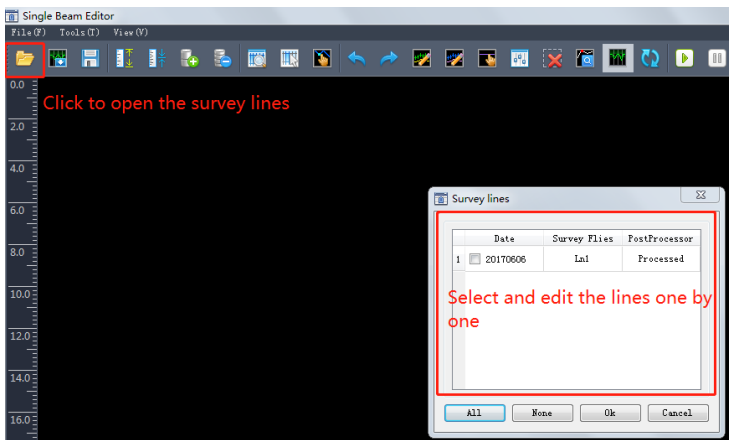 Single Beam Editor
File(F) Tools(T) View(V)
0.0
Click to open the survey lines
2.0
4.0
6.0
8.0
10.0
12.0
14.0
16.0
Survey lines
Date Survey Flies PostProcessor
1 20170606 Ln1 Processed
Select and edit the lines one by
one
All None Ok Cancel